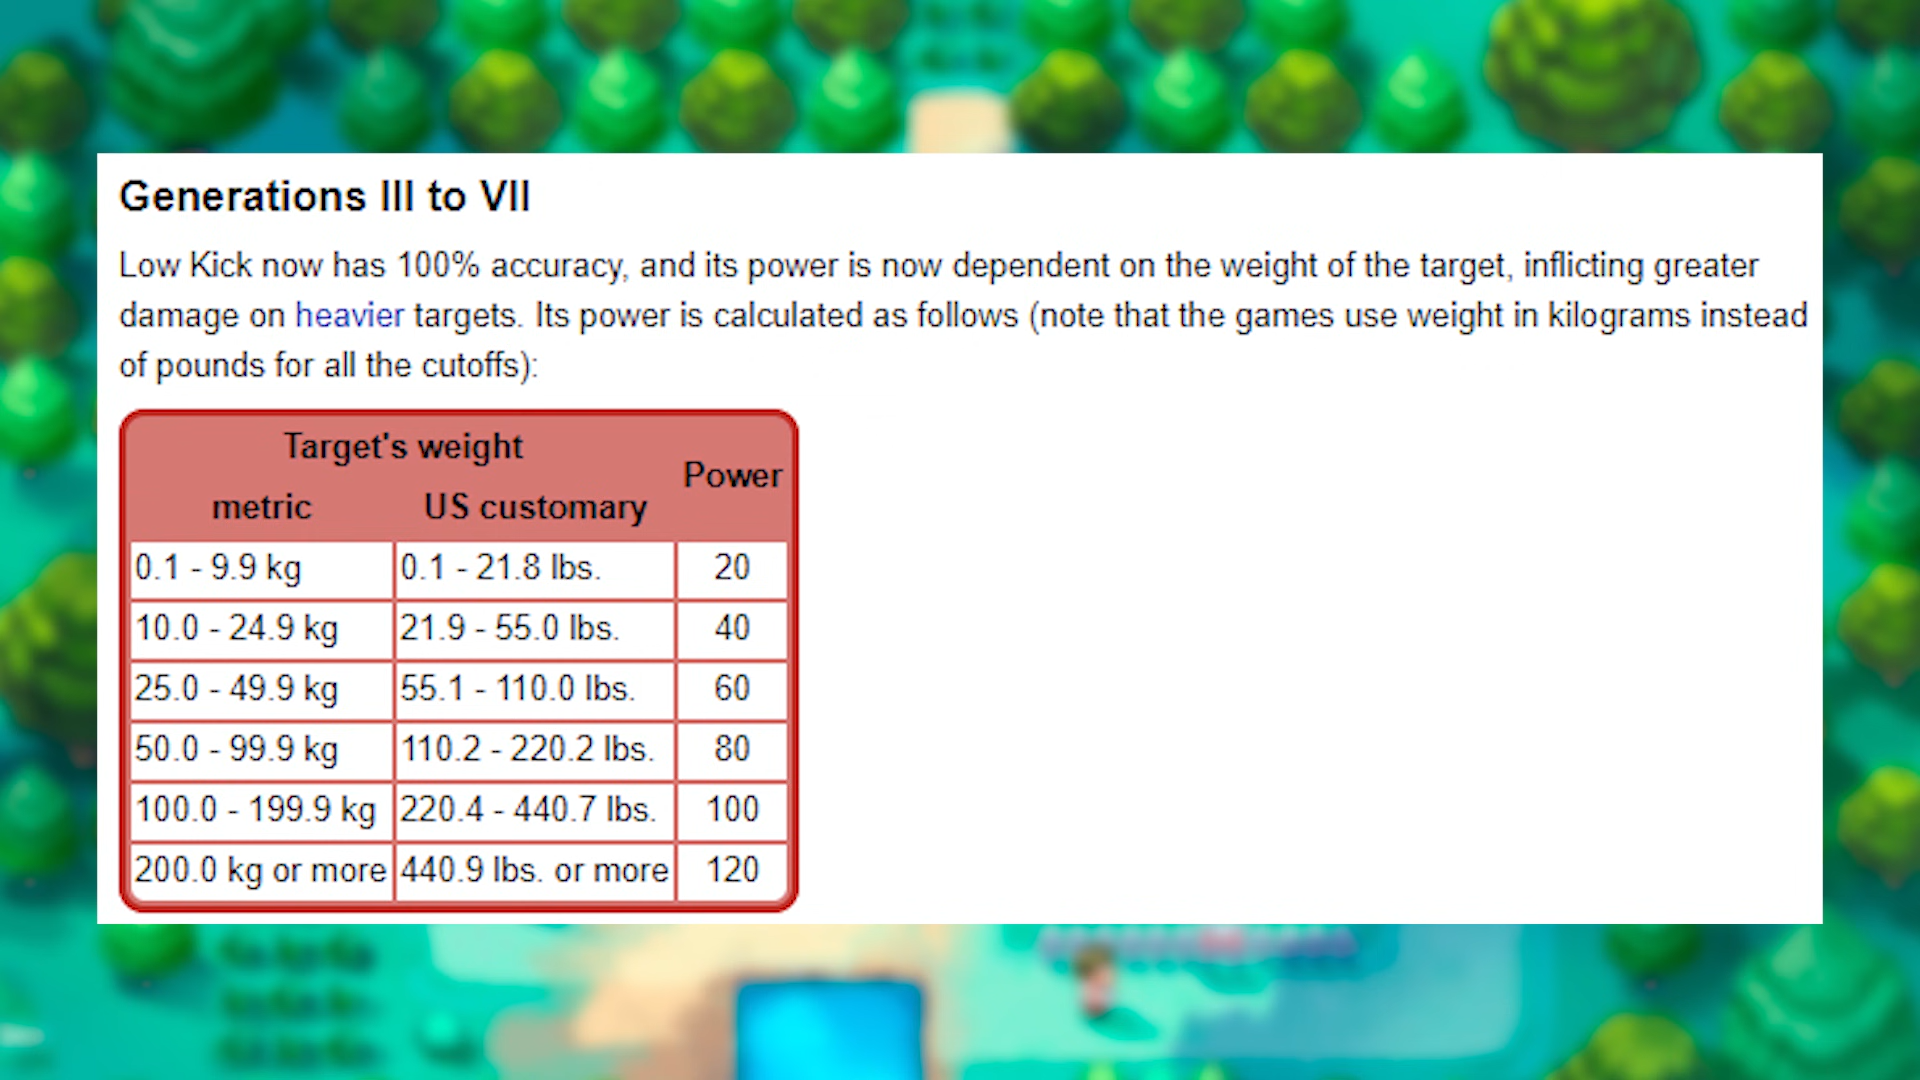 Generations III to VII
Low Kick now has 100% accuracy, and its power is now dependent on the weight of the target, inflicting greater
damage on heavier targets. Its power is calculated as follows (note that the games use weight in kilograms instead
of pounds for all the cutoffs):
Target's weight
Power
metric US customary
0.1 - 9.9 kg 0.1 - 21.8 lbs. 20
10.0 - 24.9 kg 21.9 - 55.0 lbs. 40
25.0 - 49.9 kg 55.1 - 110.0 lbs. 60
50.0 - 99.9 kg 110.2 - 220.2 lbs. 80
100.0 - 199.9 kg 220.4 - 440.7 lbs. 100
200.0 kg or more 440.9 lbs. or more 120